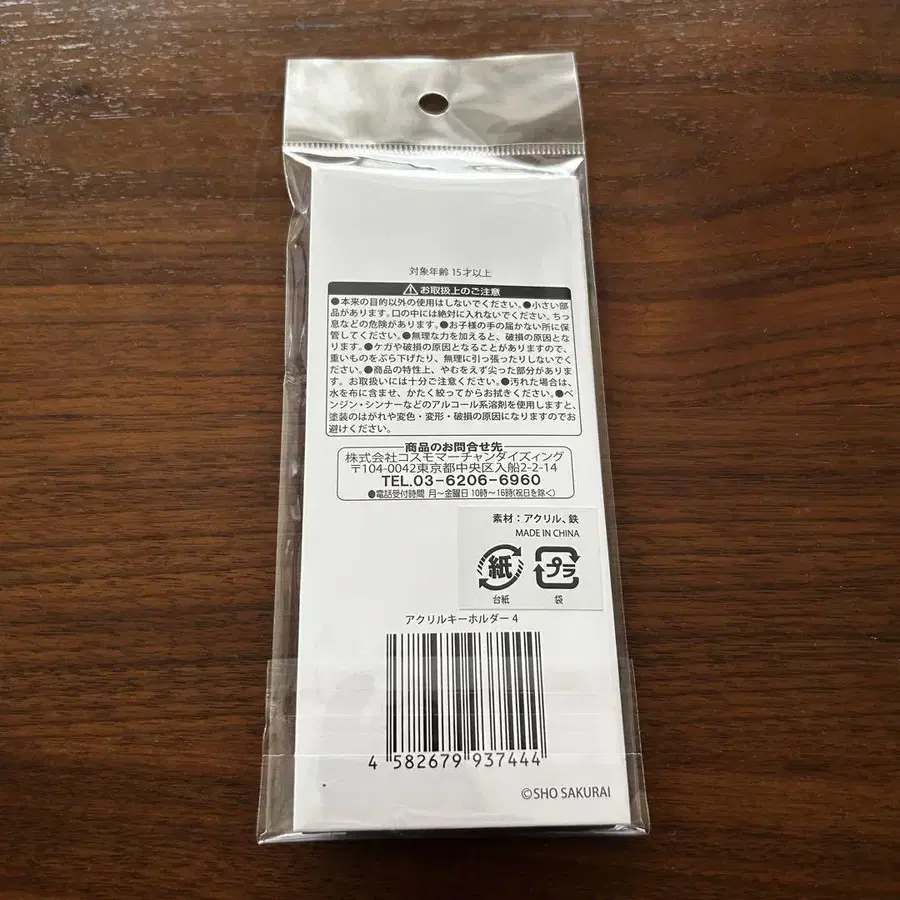 対象年齢 15才以上
⚠お取扱上のご注意
●本来の目的以外の使用はしないでください。●小さい部
品があります。口の中には絶対に入れないでください。ちっ
息などの危険があります。●お子様の手の届かない所に保
管してください。●無理な力を加えると、破損の原因とな
ります。●ケガや破損の原因となることがありますので、
重いものをぶら下げたり、無理に引っ張ったりしないでく
ださい。●商品の特性上、やむをえず尖った部分がありま
す。お取扱いには十分ご注意ください。●汚れた場合は、
水を布に含ませ、かたく絞ってからお拭きください。●ベ
ンジン・シンナーなどのアルコール系溶剤を使用しますと、
塗装のはがれや変色・変形・破損の原因になりますのでお
避けください。
商品のお問合せ先
株式会社コスモマーチャンダイズィング
〒104-0042東京都中央区入船2-2-14
TEL.03-6206-6960
●電話受付時間 月〜金曜日 10時〜16時(祝日を除く)
素材：アクリル、鉄
MADE IN CHINA
紙 プラ
台紙 袋
アクリルキーホルダー 4
4 582679 937444
©SHO SAKURAI